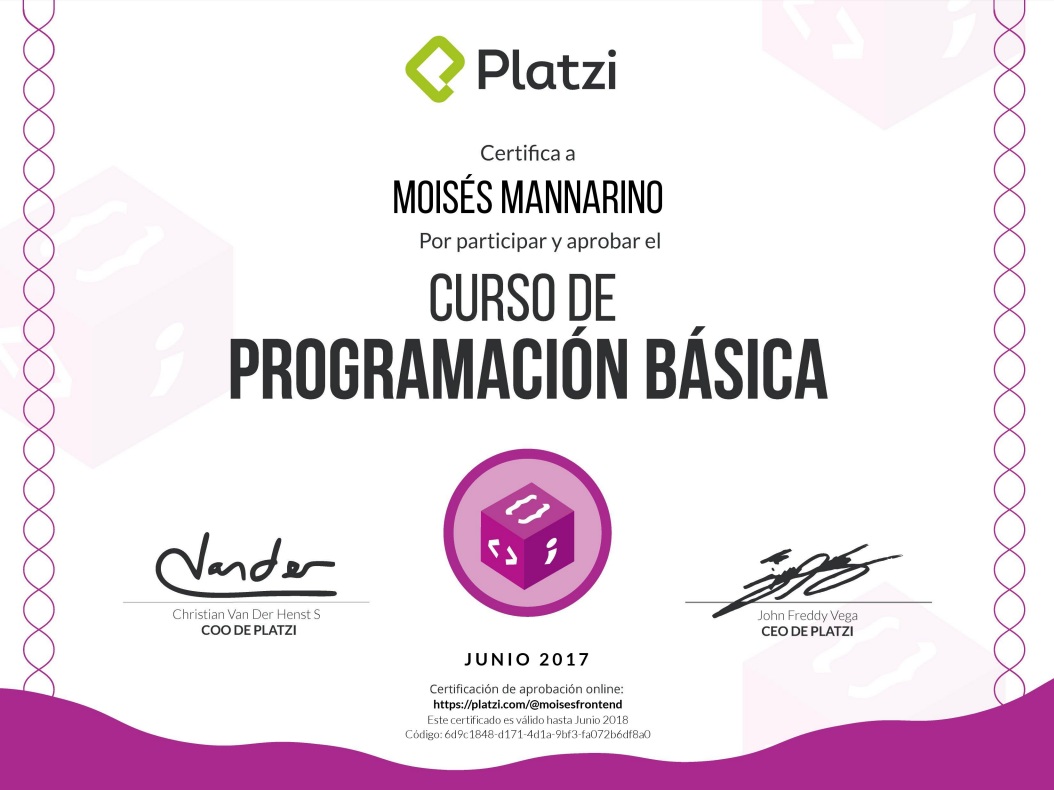 Platzi
Certifica a
MOISÉS MANNARINO
Por participar y aprobar el
CURSO DE
PROGRAMACIÓN BÁSICA
{}
<>
;
Vander
Christian Van Der Henst S
COO DE PLATZI
John Freddy Vega
CEO DE PLATZI
JUNIO 2017
Certificación de aprobación online:
https://platzi.com/@moisesfrontend
Este certificado es válido hasta Junio 2018
Código: 6d9c1848-d171-4d1a-9bf3-fa072b6df8a0